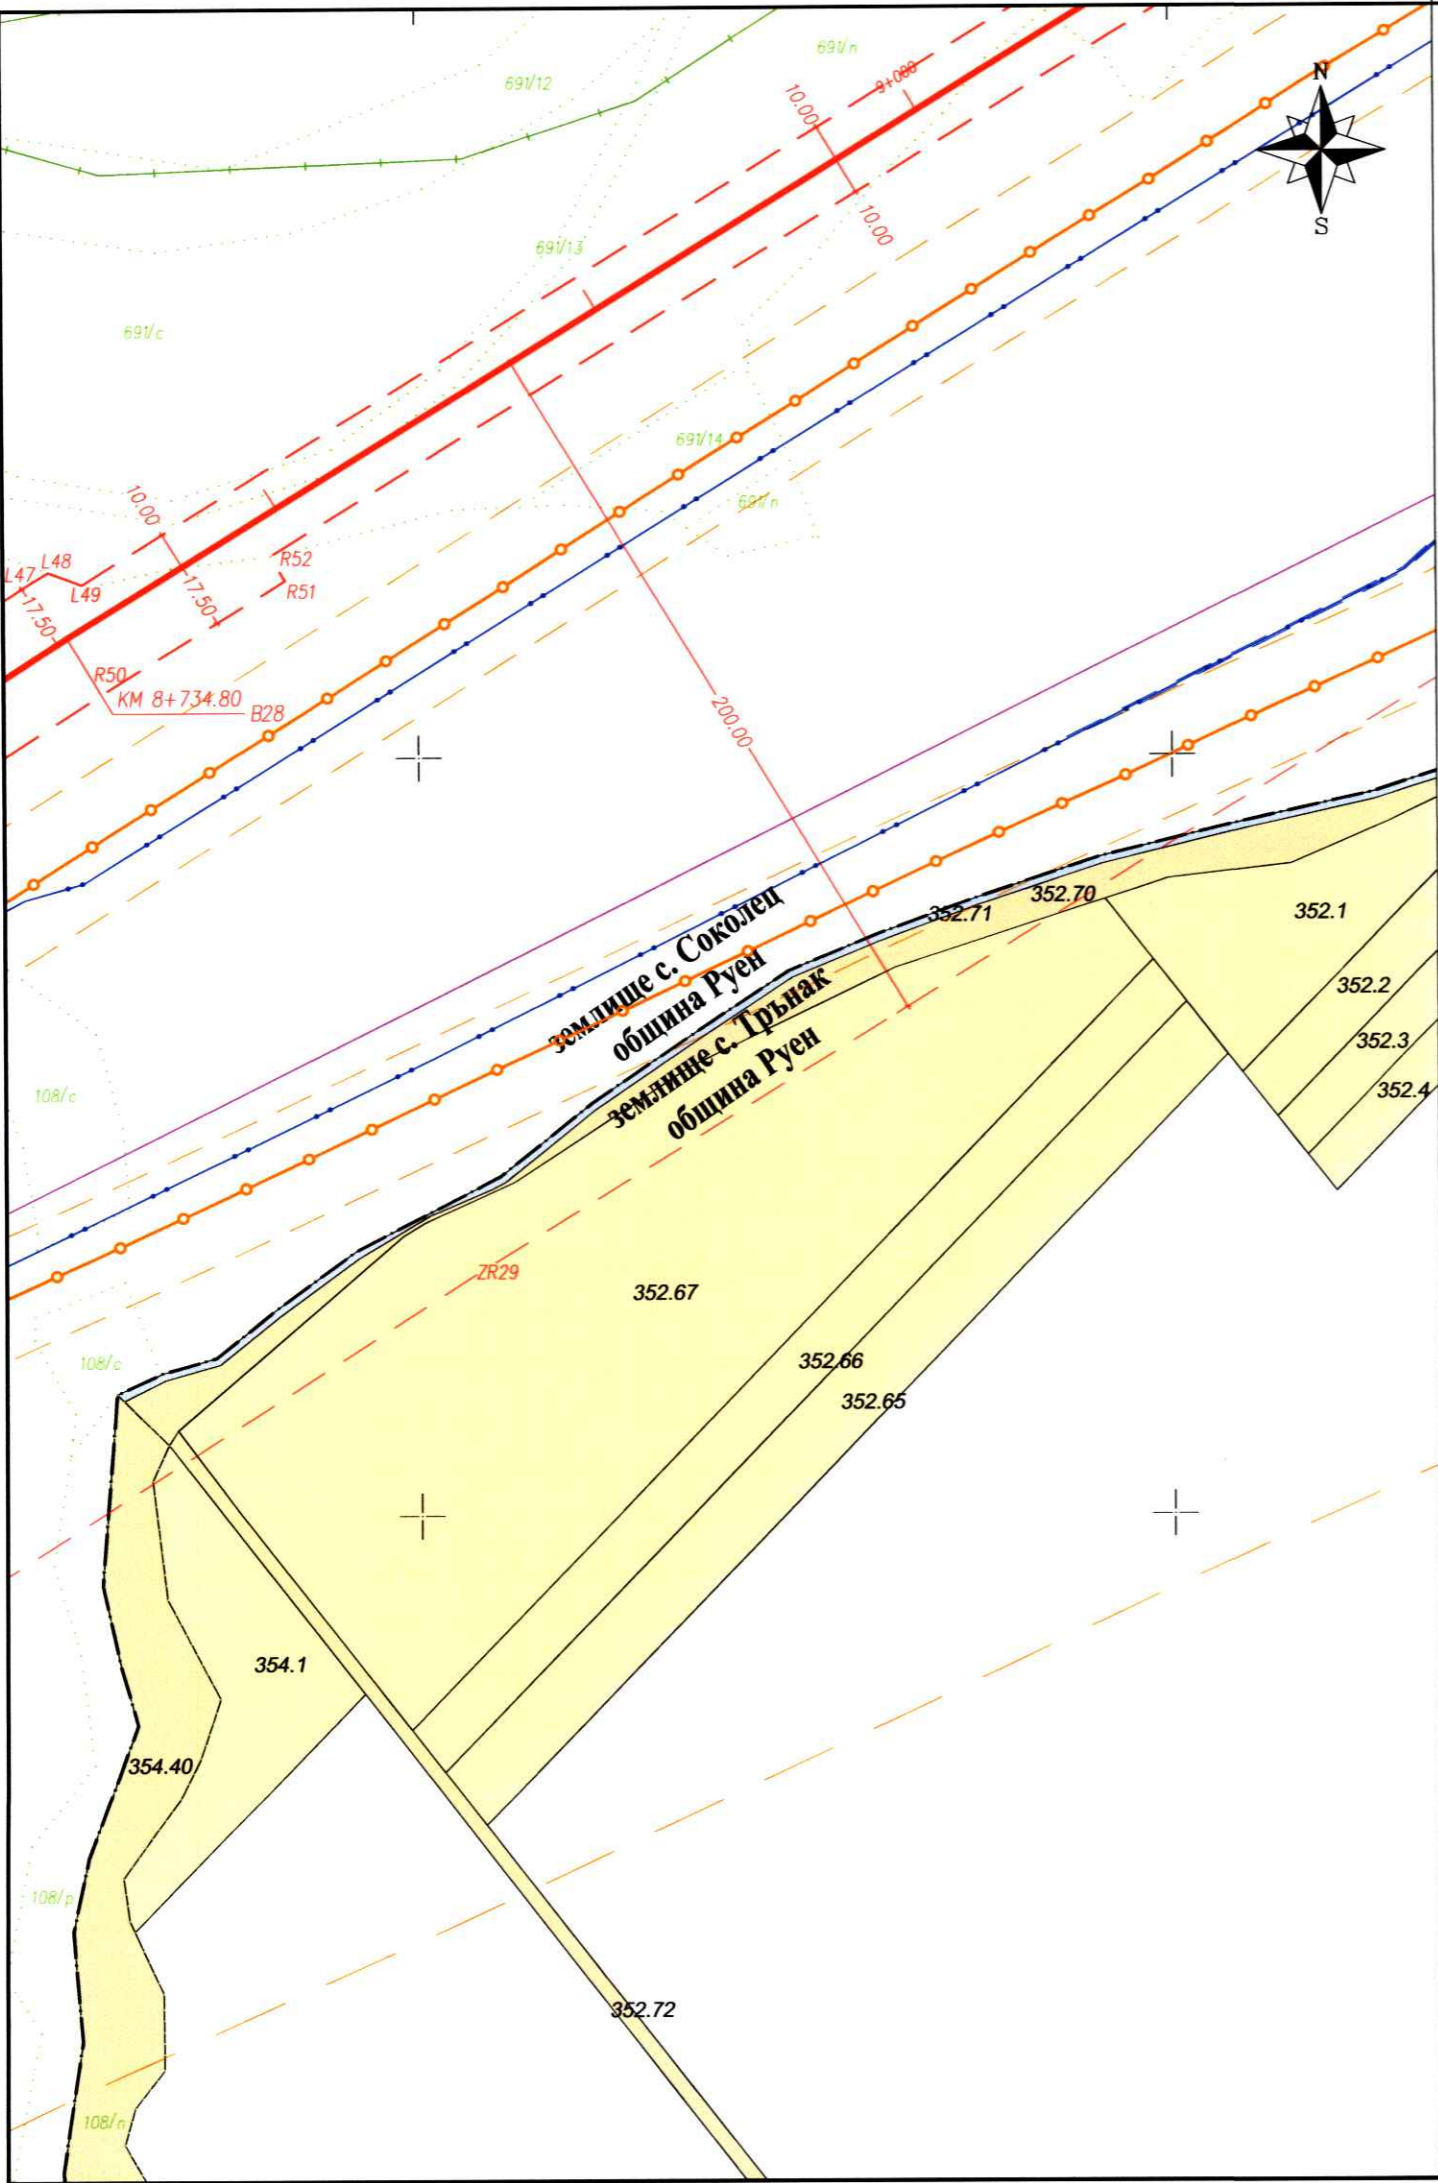 691/12
691/п
10.00
9+000
N
S
10.00
691/13
691/с
691/14
691/п
10.00
L47
L48
L49
17.50
17.50
R52
R51
R50
KM 8+734.80
B28
200.00
352.70
352.71
352.1
352.2
352.3
352.4
землище с. Соколец
община Руен
землище с. Трънак
община Руен
108/с
ZR29
352.67
352.66
352.65
108/с
354.1
354.40
108/р
352.72
108/п